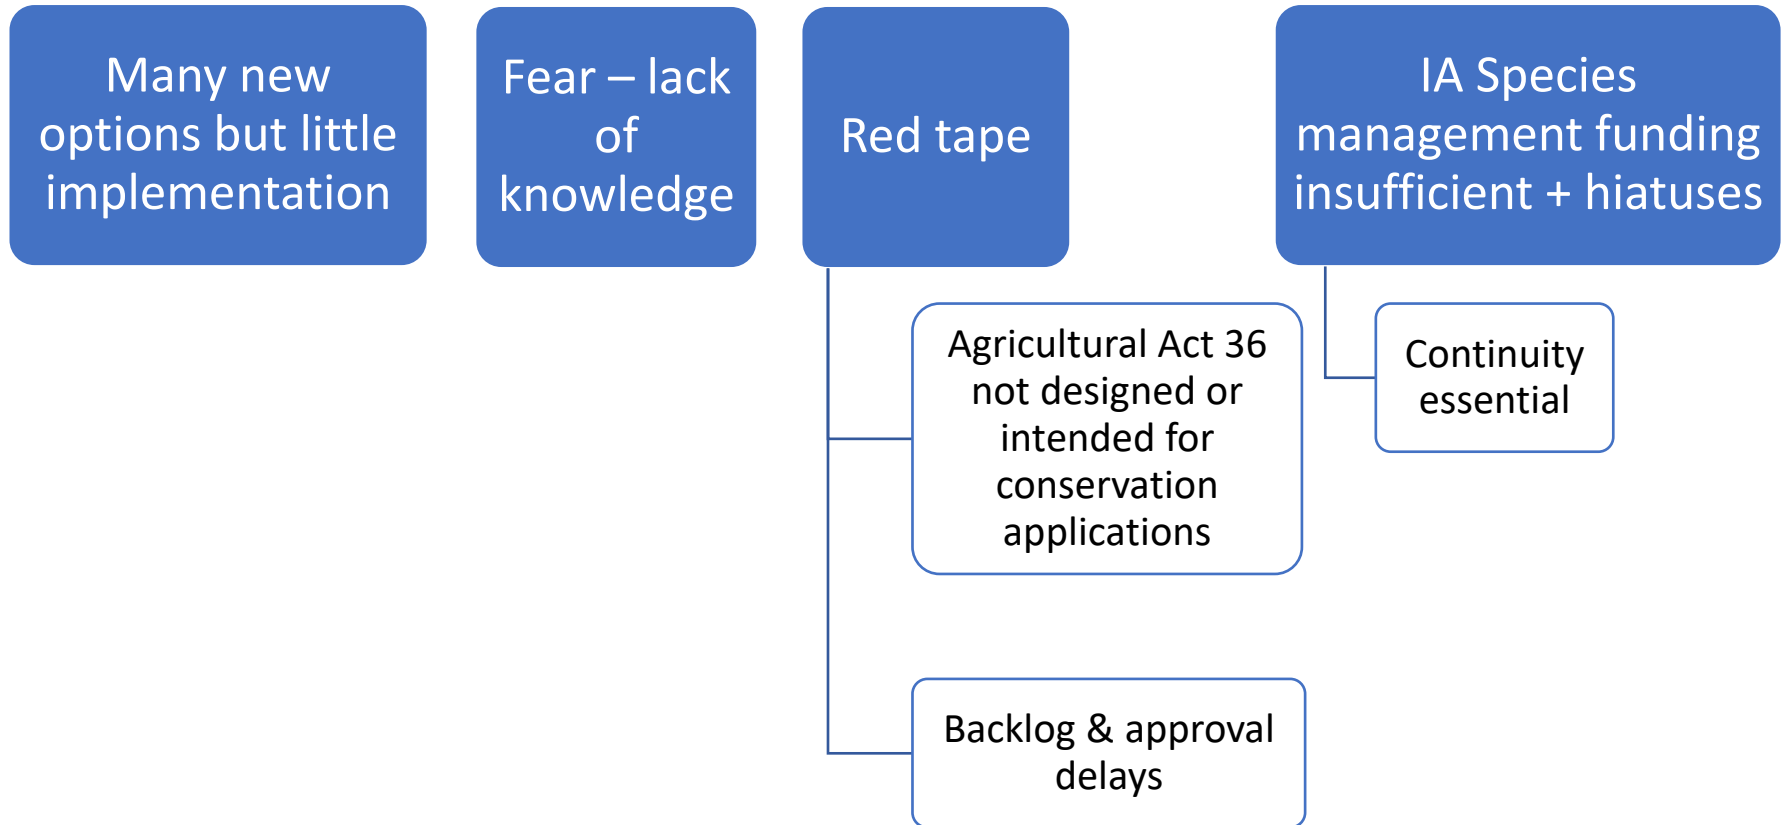 Many new
options but little
implementation
Fear – lack
of
knowledge
Red tape
IA Species
management funding
insufficient + hiatuses
Agricultural Act 36
not designed or
intended for
conservation
applications
Continuity
essential
Backlog & approval
delays